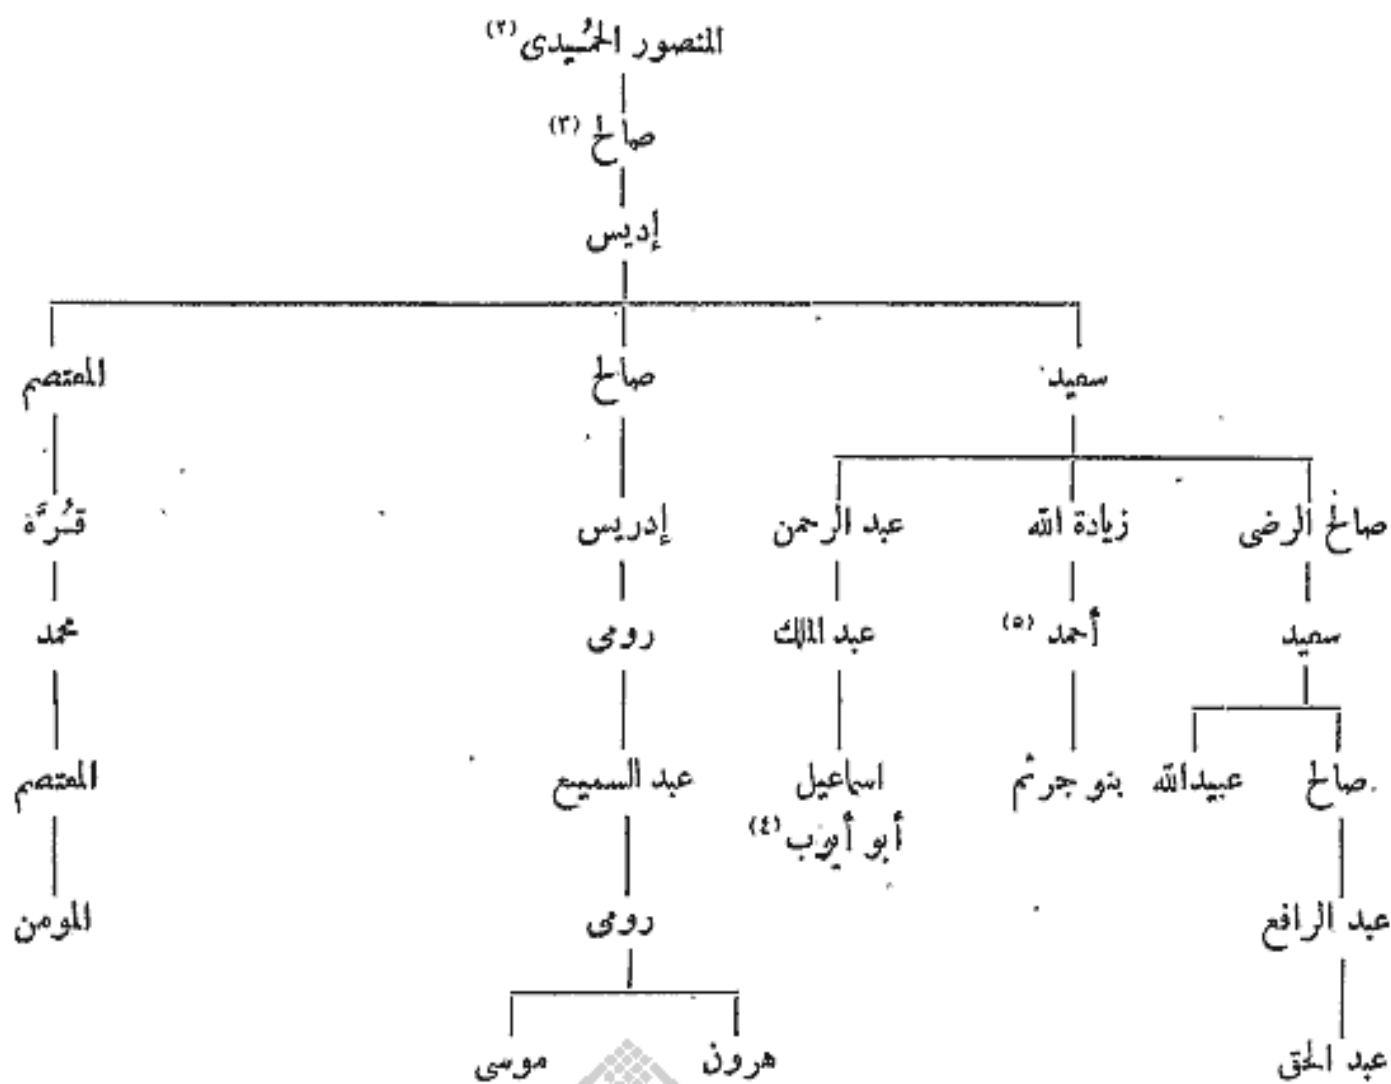 المنصور الحُميدى (٢)
صالح (٣)
إديس
سعيد صالح المعتصم
صالح الرضى زيادة الله عبد الرحمن إدريس قُرَّة
سعيد أحمد (٥) عبد المالك رومى محمد
صالح عبيدالله بنو جرثم اسماعيل عبد السميع المعتصم
أبو أيوب (٤)
عبد الرافع رومى المومن
عبد الحق هرون موسى